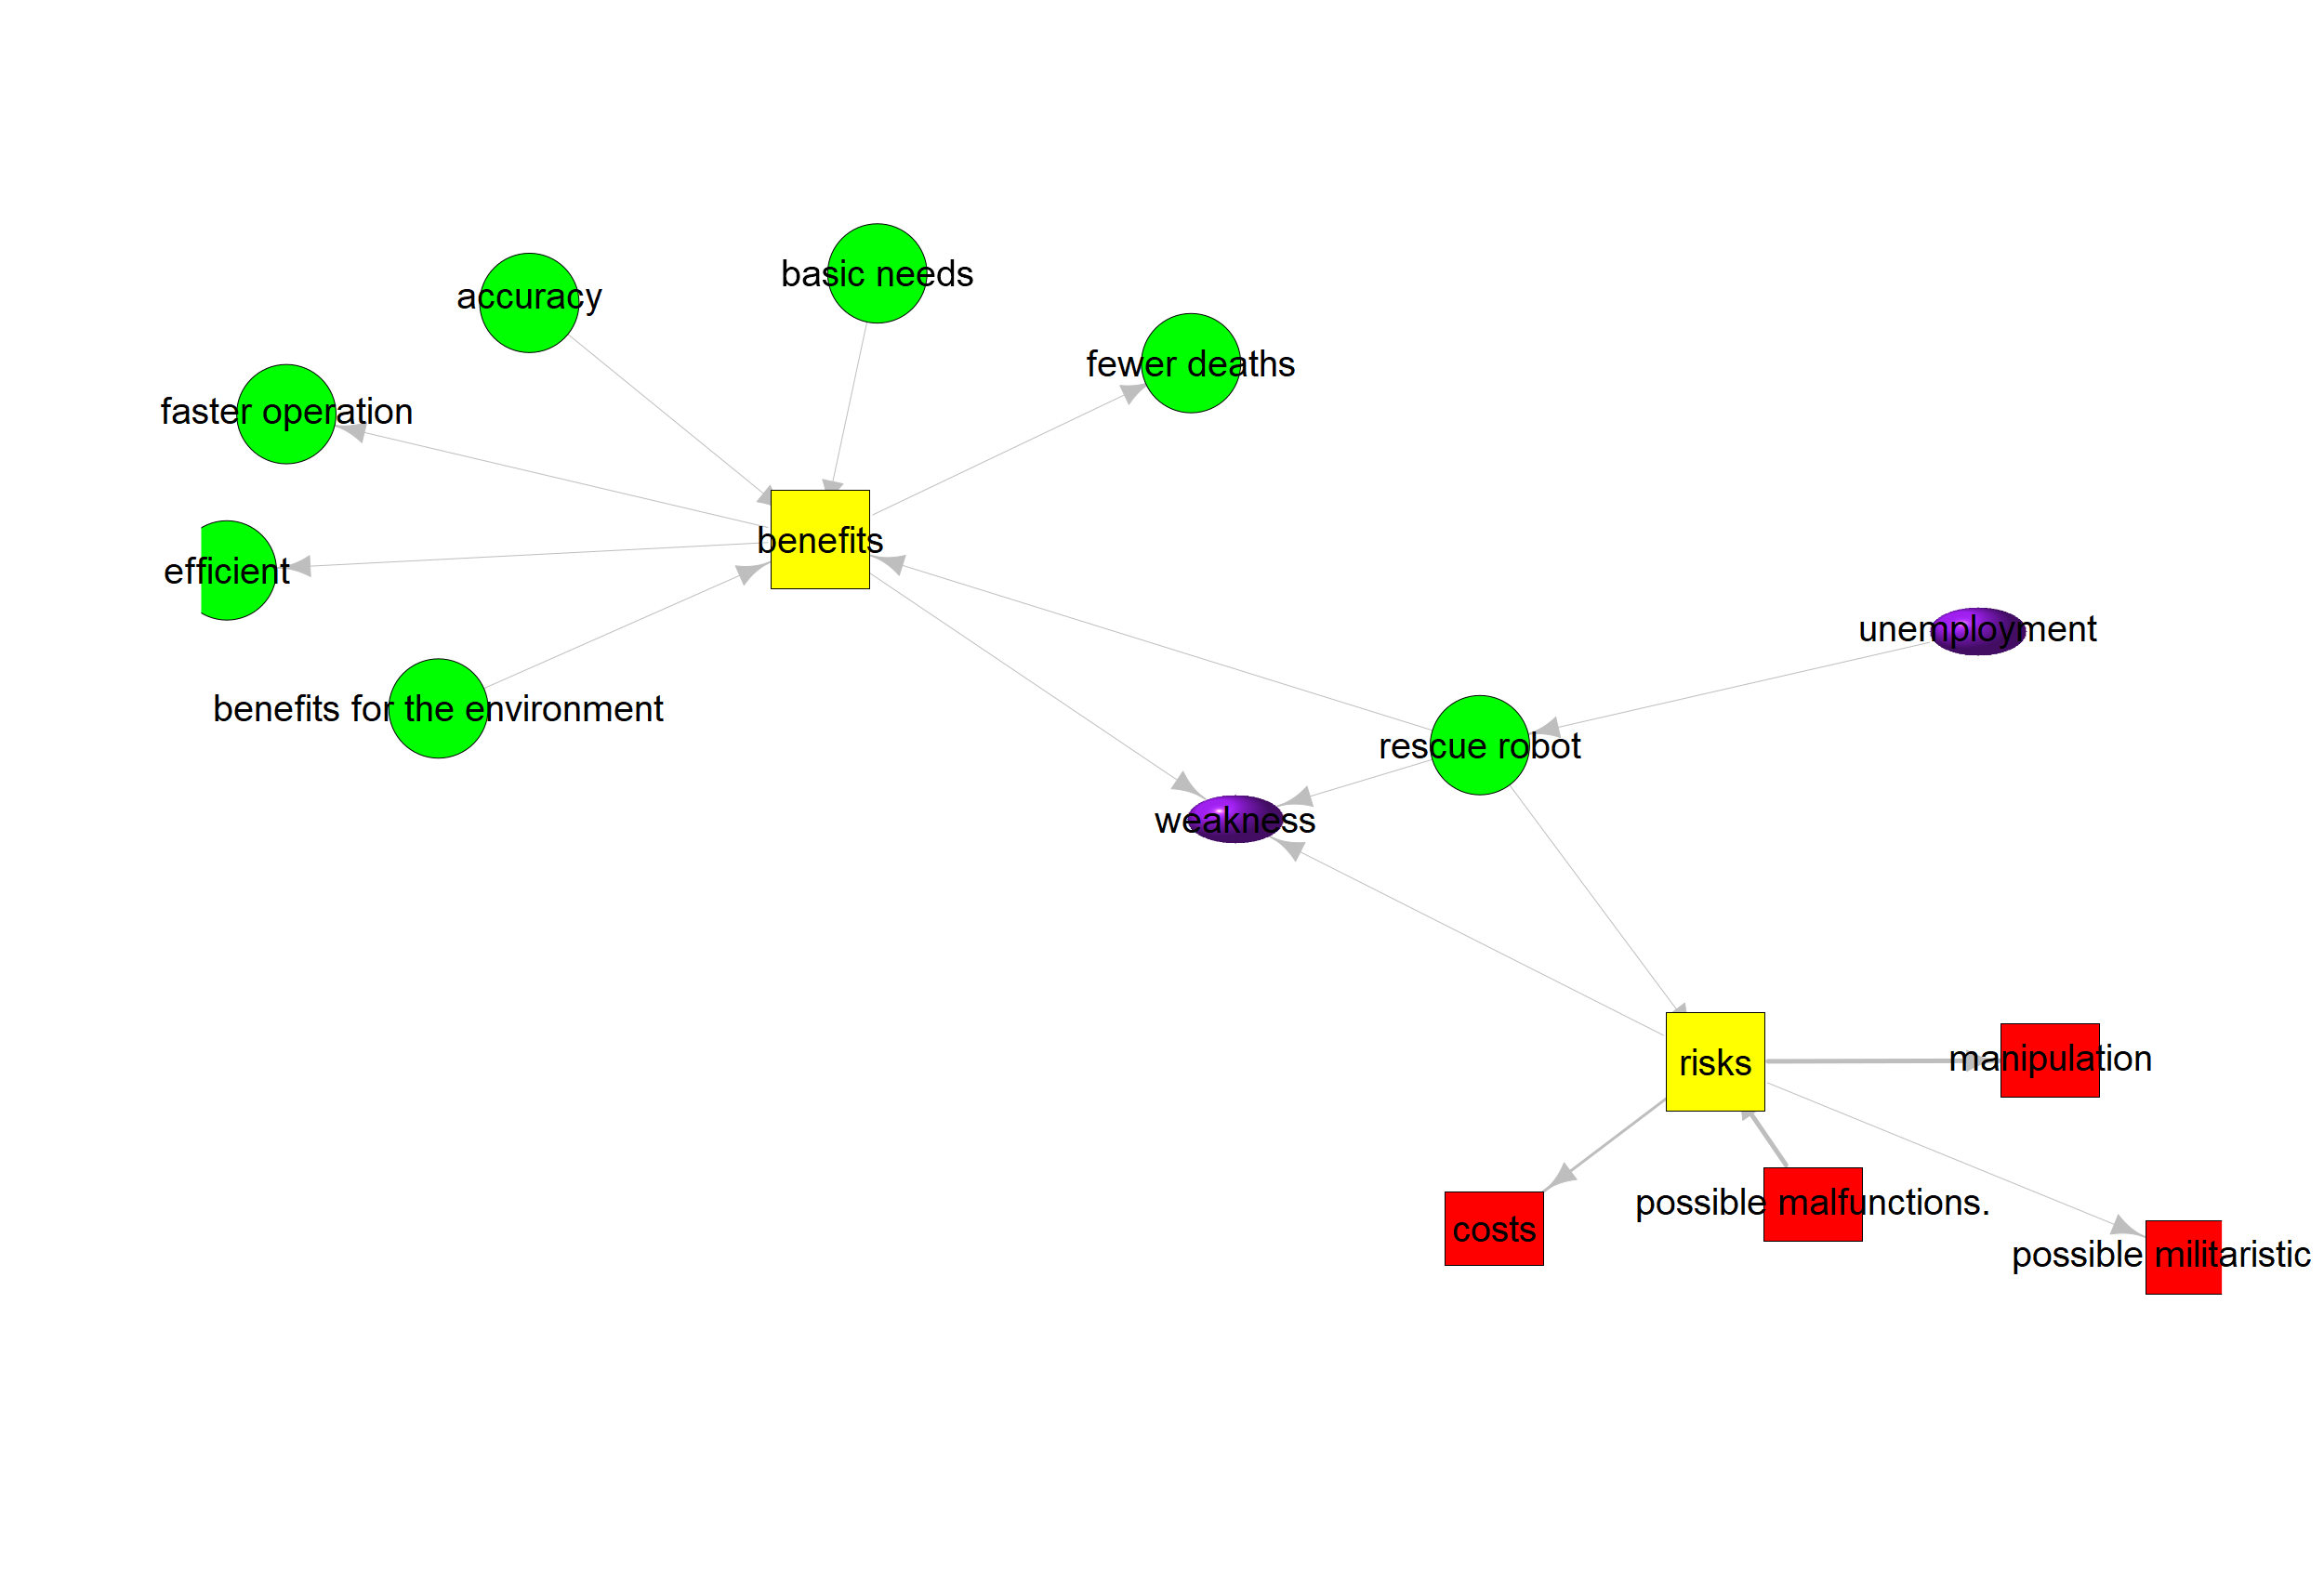 basic needs
accuracy
fewer deaths
faster operation
benefits
efficient
unemployment
benefits for the environment
rescue robot
weakness
risks
manipulation
possible malfunctions.
costs
possible militaristic